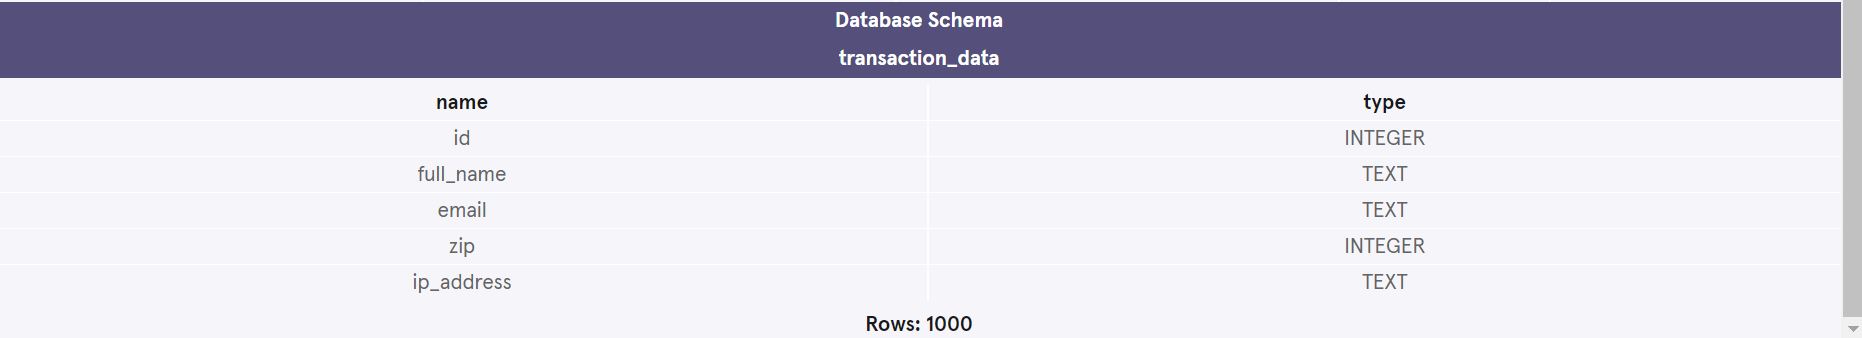 Database Schema
transaction_data
name type
id INTEGER
full_name TEXT
email TEXT
zip INTEGER
ip_address TEXT
Rows: 1000